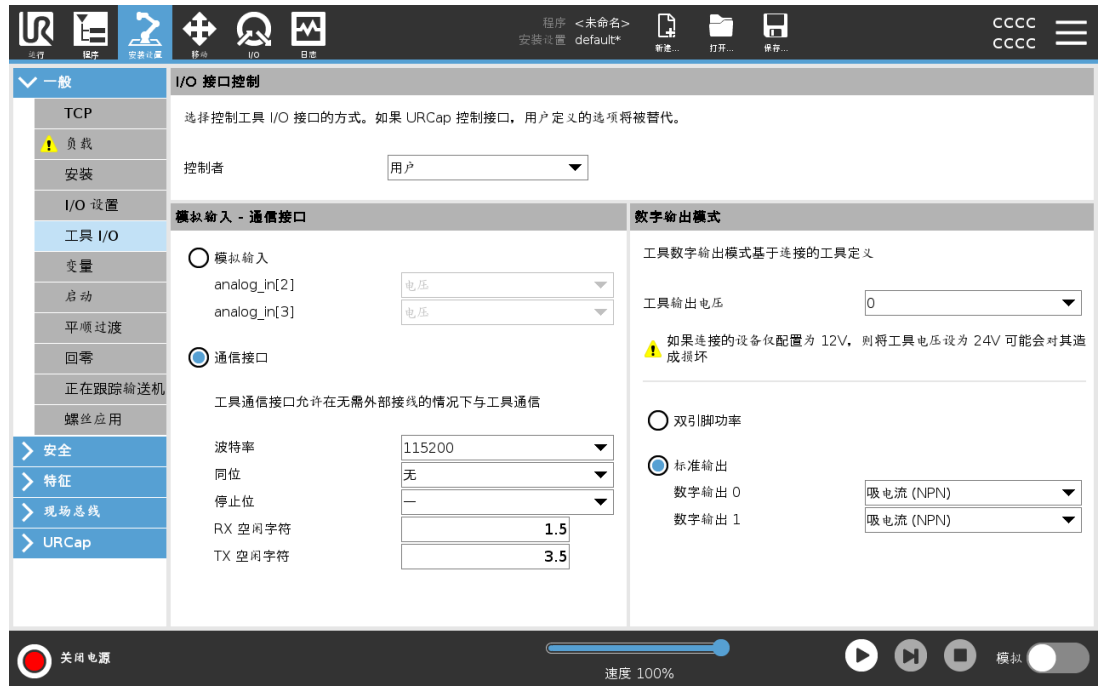 UR
运行
程序
安装设置
移动
I/O
日志
程序 <未命名>
安装设置 default*
新建...
打开...
保存...
cccc
cccc
一般
TCP
负载
安装
I/O 设置
工具 I/O
变量
启动
平顺过渡
回零
正在跟踪输送机
螺丝应用
安全
特征
现场总线
URCap
I/O 接口控制
选择控制工具 I/O 接口的方式。如果 URCap 控制接口，用户定义的选项将被替代。
控制者
用户
模拟输入 - 通信接口
模拟输入
analog_in[2] 电压
analog_in[3] 电压
通信接口
工具通信接口允许在无需外部接线的情况下与工具通信
波特率 115200
同位 无
停止位 一
RX 空闲字符 1.5
TX 空闲字符 3.5
数字输出模式
工具数字输出模式基于连接的工具定义
工具输出电压 0
如果连接的设备仅配置为 12V，则将工具电压设为 24V 可能会对其造
成损坏
双引脚功率
标准输出
数字输出 0 吸电流 (NPN)
数字输出 1 吸电流 (NPN)
关闭电源
速度 100%
模拟